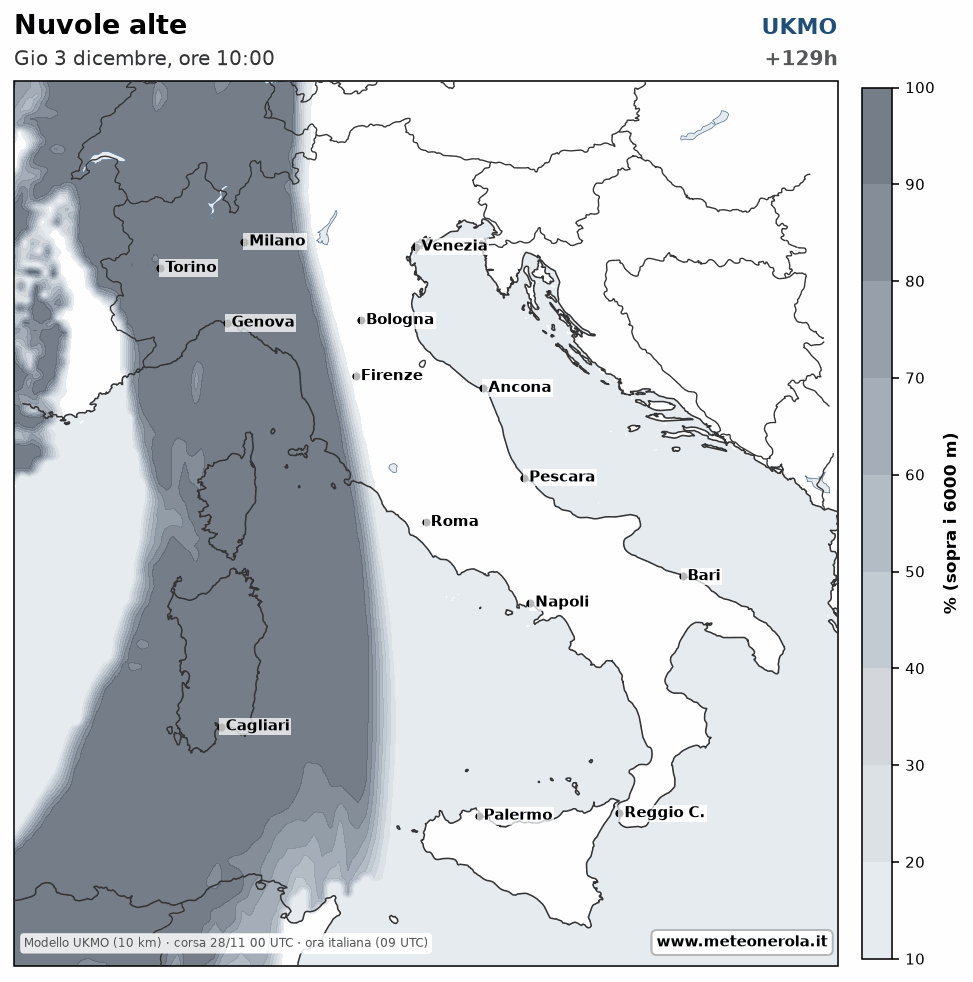 Nuvole alte
UKMO
Gio 3 dicembre, ore 10:00
+129h
100
90
80
70
60
50
40
30
20
10
% (sopra i 6000 m)
Milano
Venezia
Torino
Genova
Bologna
Firenze
Ancona
Pescara
Roma
Bari
Napoli
Cagliari
Palermo
Reggio C.
Modello UKMO (10 km) · corsa 28/11 00 UTC · ora italiana (09 UTC)
www.meteonerola.it